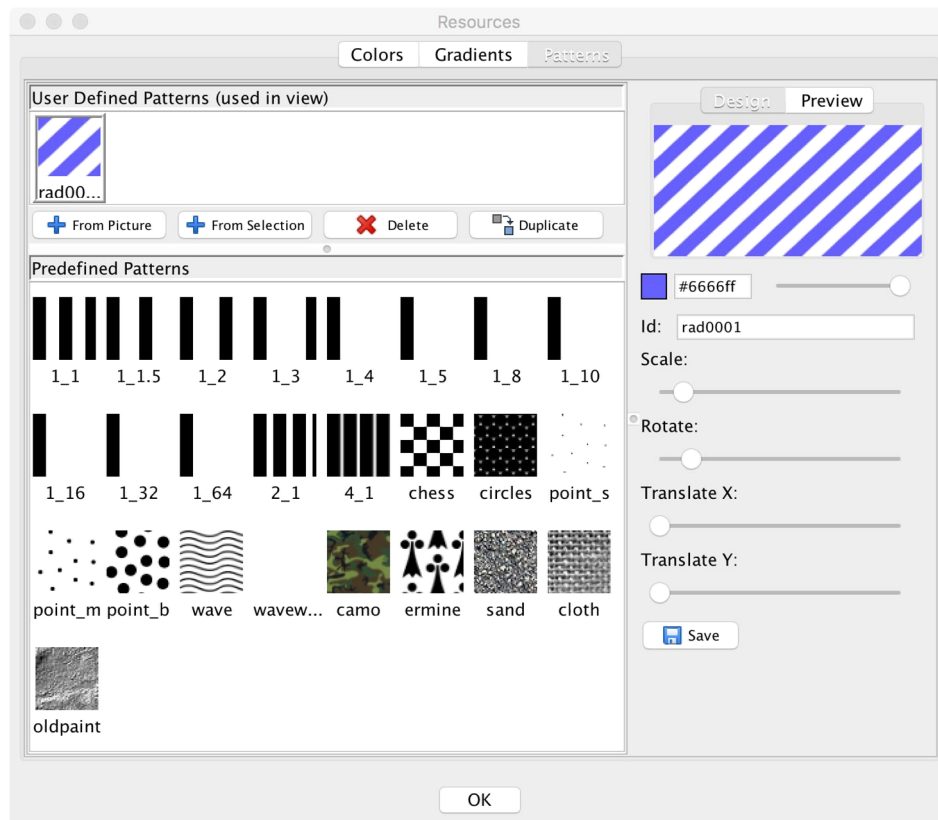 Resources
Colors Gradients Patterns
User Defined Patterns (used in view)
rad00...
From Picture From Selection Delete Duplicate
Predefined Patterns
1_1 1_1.5 1_2 1_3 1_4 1_5 1_8 1_10
1_16 1_32 1_64 2_1 4_1 chess circles point_s
point_m point_b wave wavew... camo ermine sand cloth
oldpaint
Design Preview
#6666ff
Id: rad0001
Scale:
Rotate:
Translate X:
Translate Y:
Save
OK